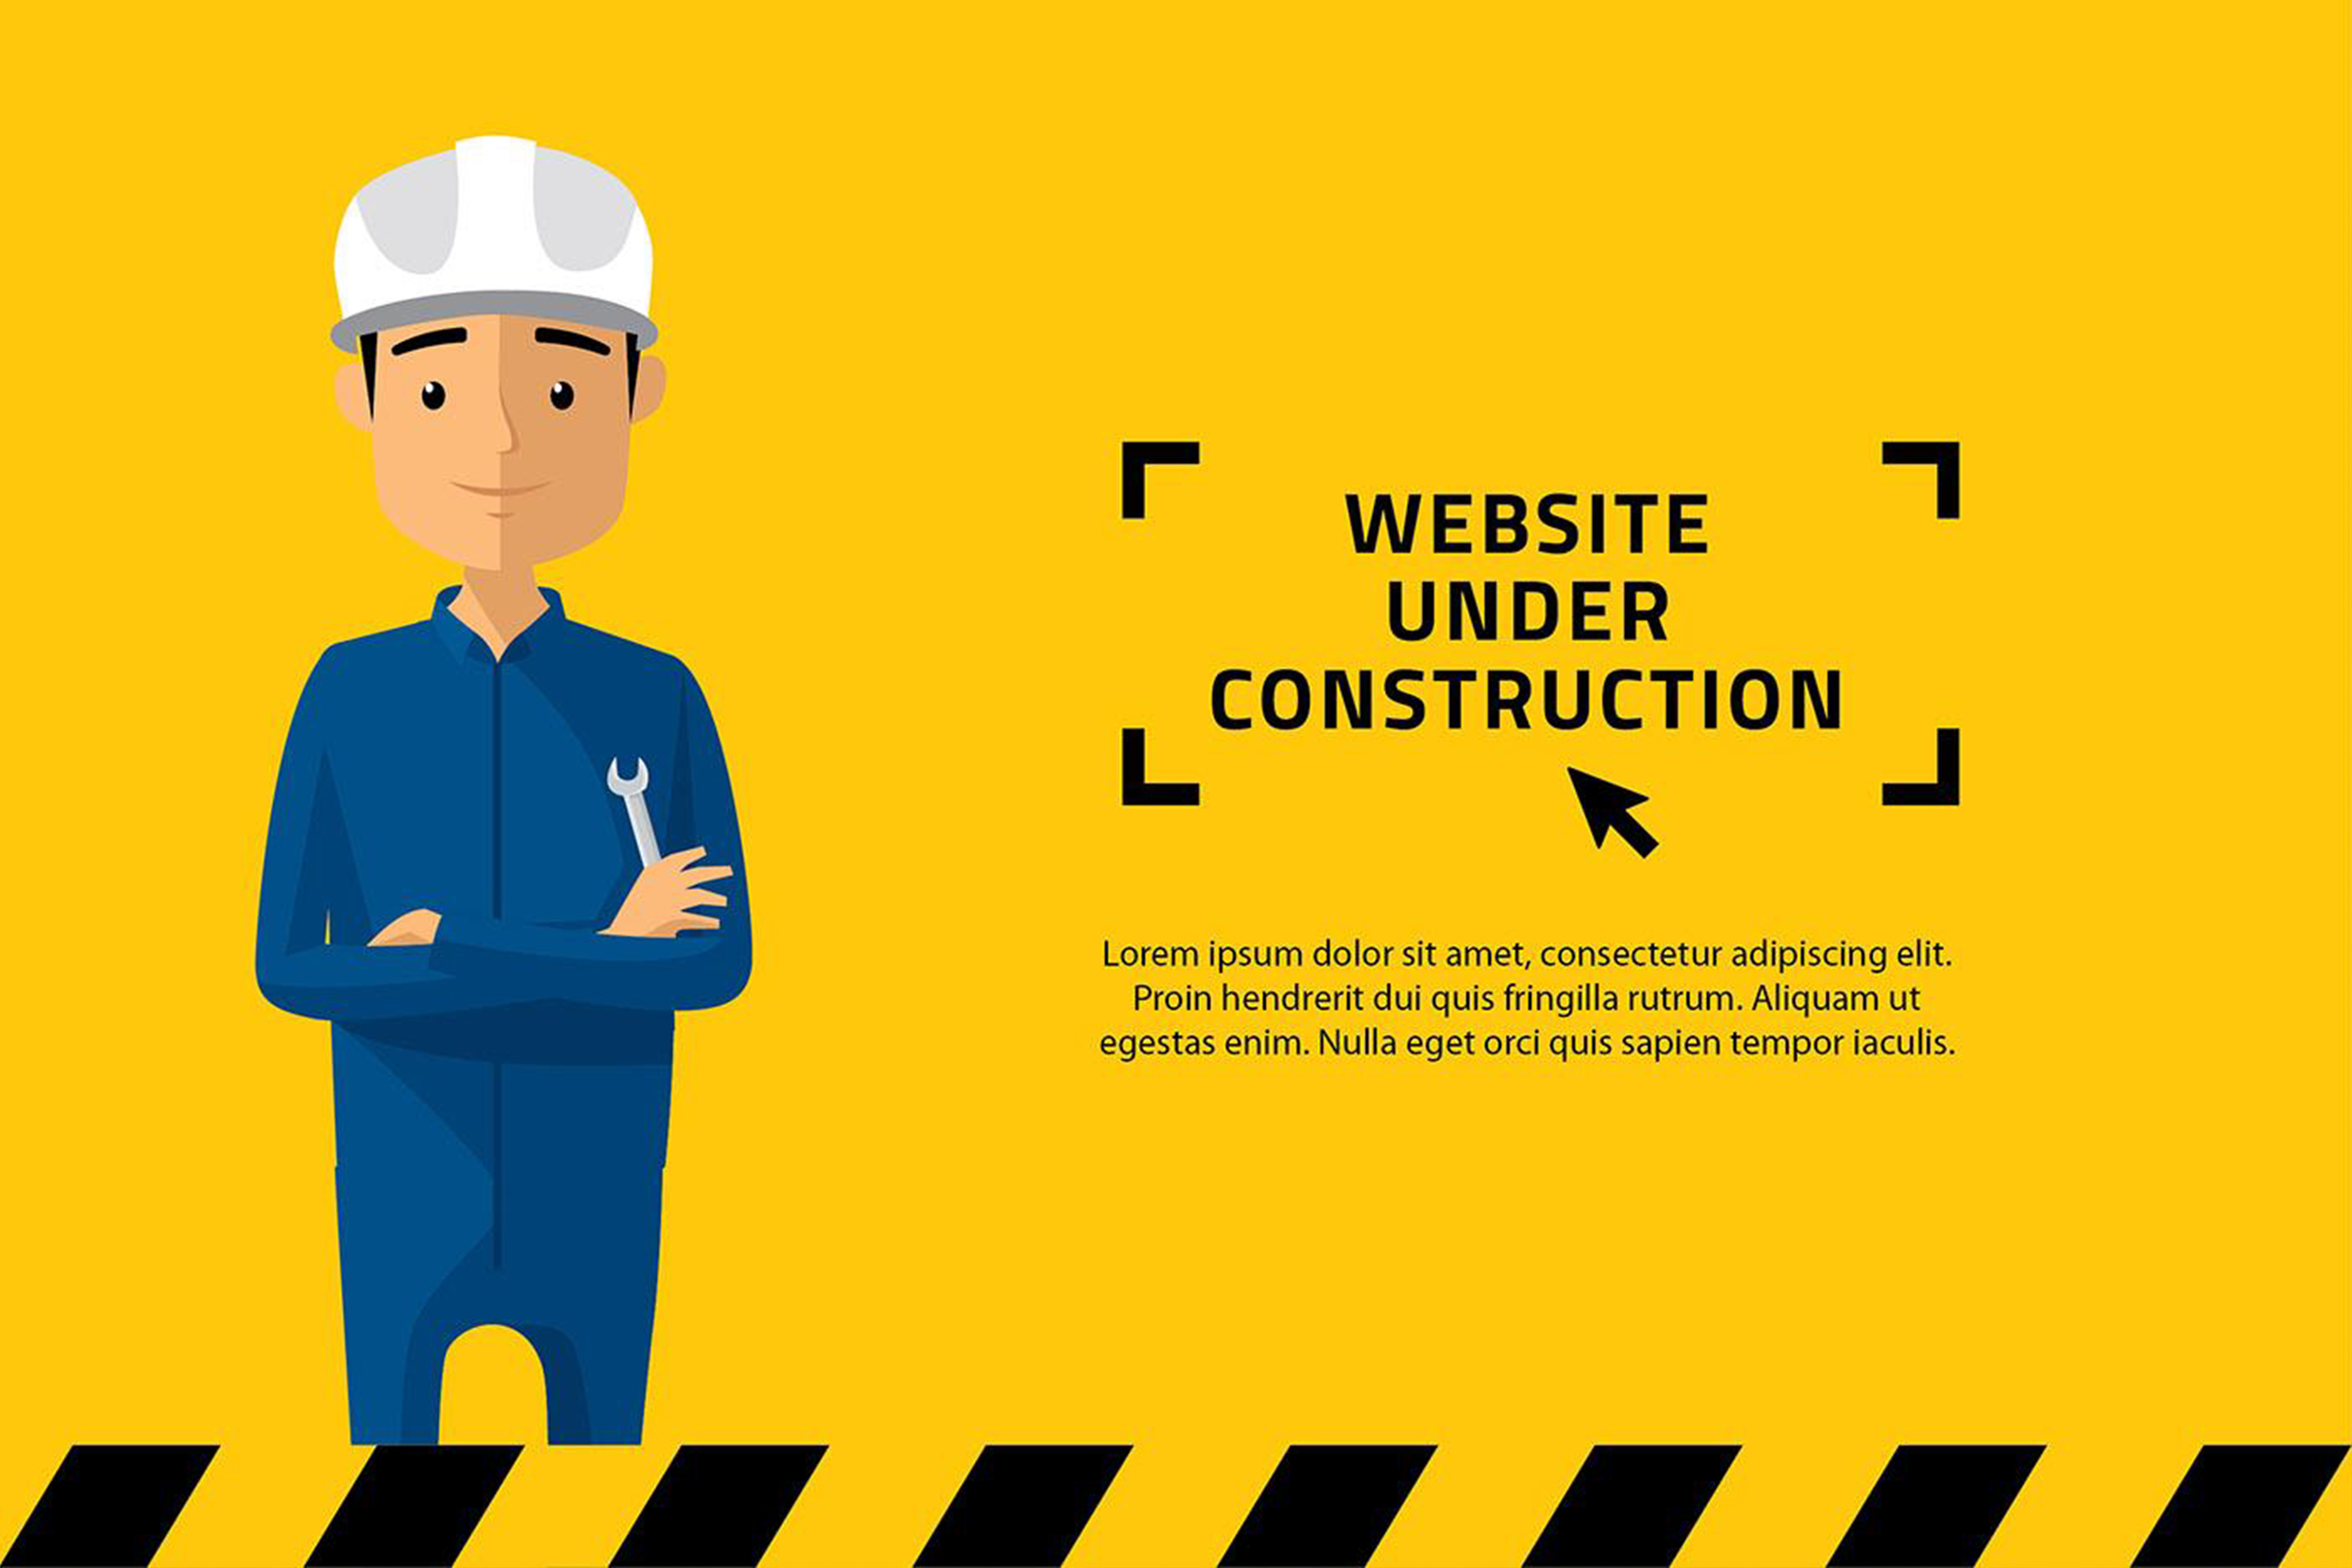 WEBSITE
UNDER
CONSTRUCTION
Lorem ipsum dolor sit amet, consectetur adipiscing elit.
Proin hendrerit dui quis fringilla rutrum. Aliquam ut
egestas enim. Nulla eget orci quis sapien tempor iaculis.